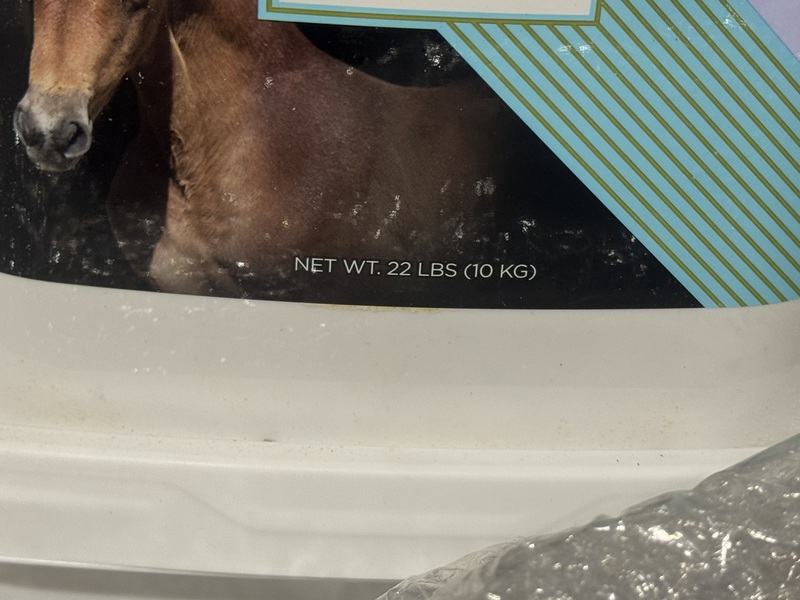 NET WT. 22 LBS (10 KG)